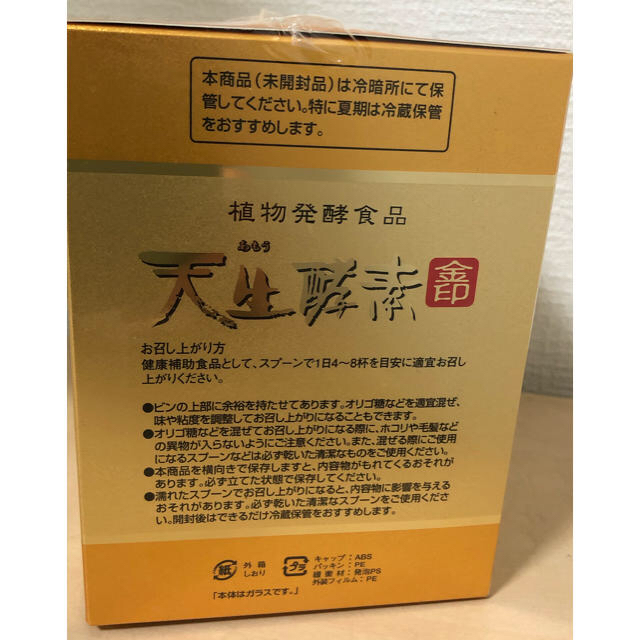 本商品（未開封品）は冷暗所にて保
管してください。特に夏期は冷蔵保管
をおすすめします。
植物発酵食品
あもう
天生酵素 金印
お召し上がり方
健康補助食品として、スプーンで1日4〜8杯を目安に適宜お召し
上がりください。
●ビンの上部に余裕を持たせてあります。オリゴ糖などを適宜混ぜ、
味や粘度を調整してお召し上がりになることもできます。
●オリゴ糖などを混ぜてお召し上がりになる際に、ホコリや毛髪など
の異物が入らないようにご注意ください。また、混ぜる際にご使用
になるスプーンなどは必ず乾いた清潔なものをご使用ください。
●本商品を横向きで保存しますと、内容物がもれてくるおそれが
あります。必ず立てた状態で保存してください。
●濡れたスプーンでお召し上がりになると、内容物に影響を与える
おそれがあります。必ず乾いた清潔なスプーンをご使用くださ
い。開封後はできるだけ冷蔵保管をおすすめします。
紙 外箱 しおり
プラ キャップ：ABS
パッキン：PE
緩衝材：発泡PS
外装フィルム：PE
「本体はガラスです。」